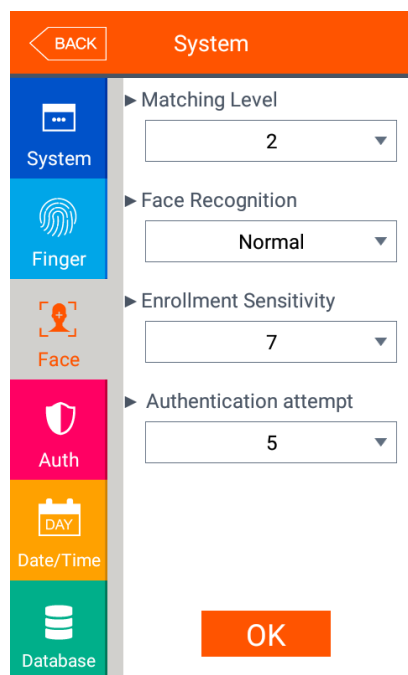 BACK
System
System
Finger
Face
Auth
DAY
Date/Time
Database
▶ Matching Level
2
▶ Face Recognition
Normal
▶ Enrollment Sensitivity
7
▶ Authentication attempt
5
OK